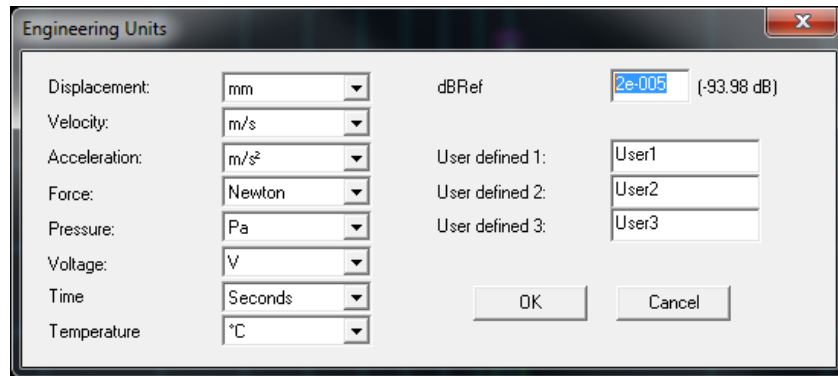 Engineering Units
Displacement: mm dBRef 2e-005 (-93.98 dB)
Velocity: m/s
Acceleration: m/s² User defined 1: User1
Force: Newton User defined 2: User2
Pressure: Pa User defined 3: User3
Voltage: V
Time Seconds OK Cancel
Temperature °C